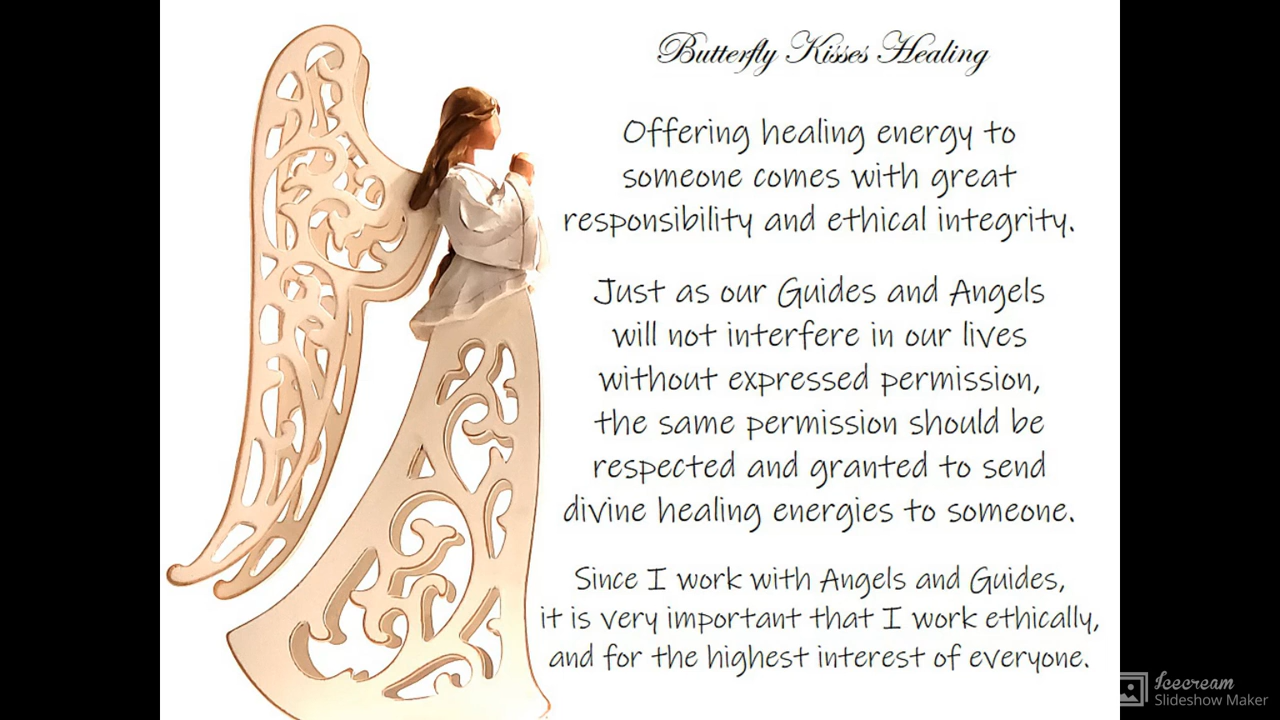 Butterfly Kisses Healing
Offering healing energy to
someone comes with great
responsibility and ethical integrity.
Just as our Guides and Angels
will not interfere in our lives
without expressed permission,
the same permission should be
respected and granted to send
divine healing energies to someone.
Since I work with Angels and Guides,
it is very important that I work ethically,
and for the highest interest of everyone.
Icecream
Slideshow Maker